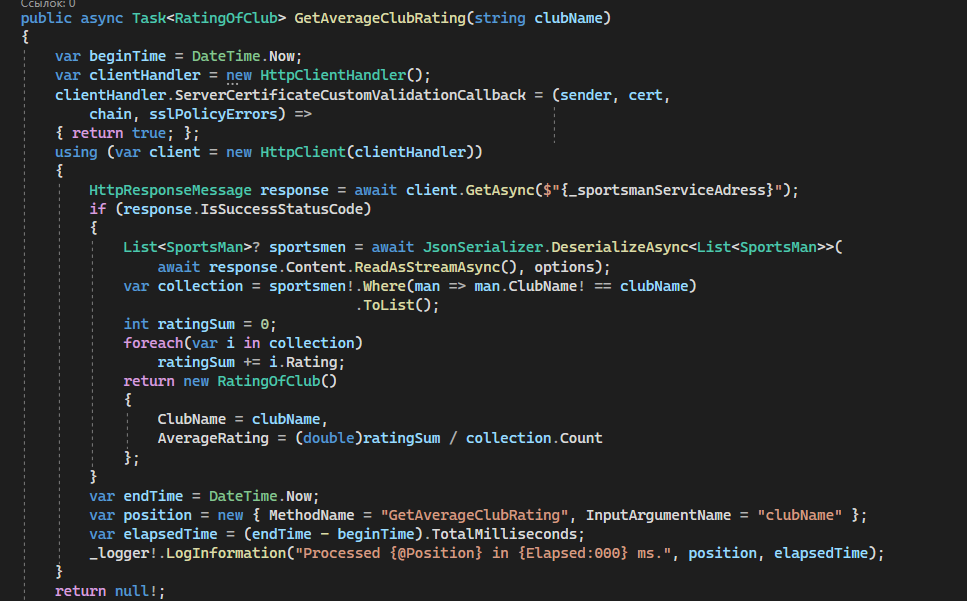 Ссылок: 0
public async Task<RatingOfClub> GetAverageClubRating(string clubName)
{
var beginTime = DateTime.Now;
var clientHandler = new HttpClientHandler();
clientHandler.ServerCertificateCustomValidationCallback = (sender, cert,
chain, sslPolicyErrors) =>
{ return true; };
using (var client = new HttpClient(clientHandler))
{
HttpResponseMessage response = await client.GetAsync($"{_sportsmanServiceAdress}");
if (response.IsSuccessStatusCode)
{
List<SportsMan>? sportsmen = await JsonSerializer.DeserializeAsync<List<SportsMan>>(
await response.Content.ReadAsStreamAsync(), options);
var collection = sportsmen!.Where(man => man.ClubName! == clubName)
.ToList();
int ratingSum = 0;
foreach(var i in collection)
ratingSum += i.Rating;
return new RatingOfClub()
{
ClubName = clubName,
AverageRating = (double)ratingSum / collection.Count
};
}
var endTime = DateTime.Now;
var position = new { MethodName = "GetAverageClubRating", InputArgumentName = "clubName" };
var elapsedTime = (endTime - beginTime).TotalMilliseconds;
_logger!.LogInformation("Processed {@Position} in {Elapsed:000} ms.", position, elapsedTime);
}
return null!;